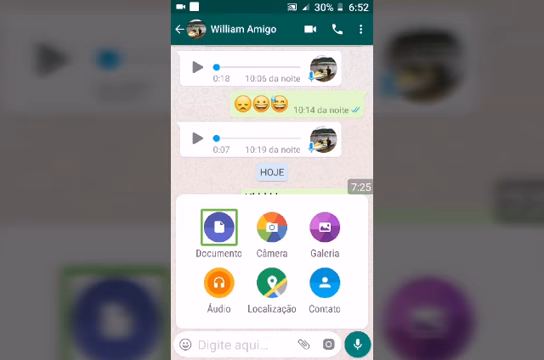 30% 6:52
William Amigo
0:18 10:06 da noite
10:14 da noite
0:07 10:19 da noite
HOJE
7:25
Documento Câmera Galeria
Áudio Localização Contato
Digite aqui...